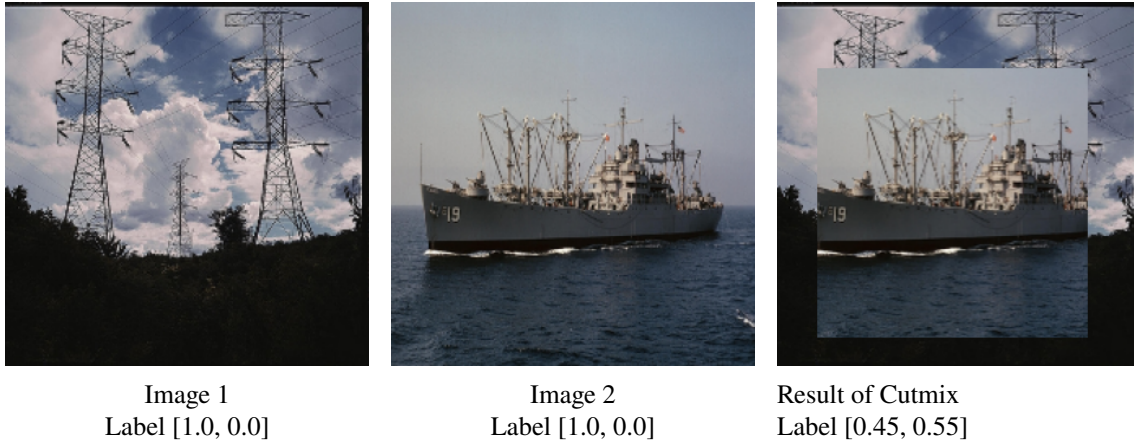 19
19
Image 1
Label [1.0, 0.0]
Image 2
Label [1.0, 0.0]
Result of Cutmix
Label [0.45, 0.55]